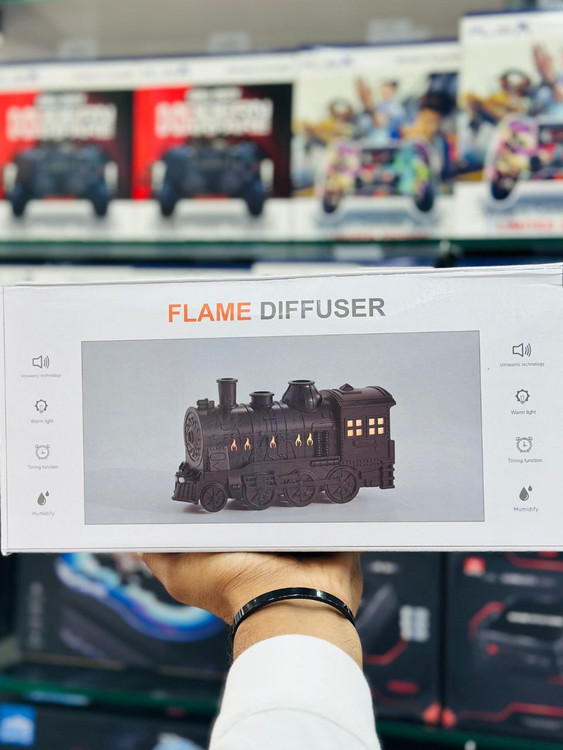 FLAME DIFFUSER
Ultrasonic technology
Warm light
Timing function
Humidify
Ultrasonic technology
Warm light
Timing function
Humidify